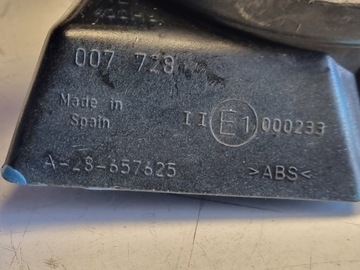 007 728
Made in
Spain
II E1 000233
A-28-657625
>ABS<